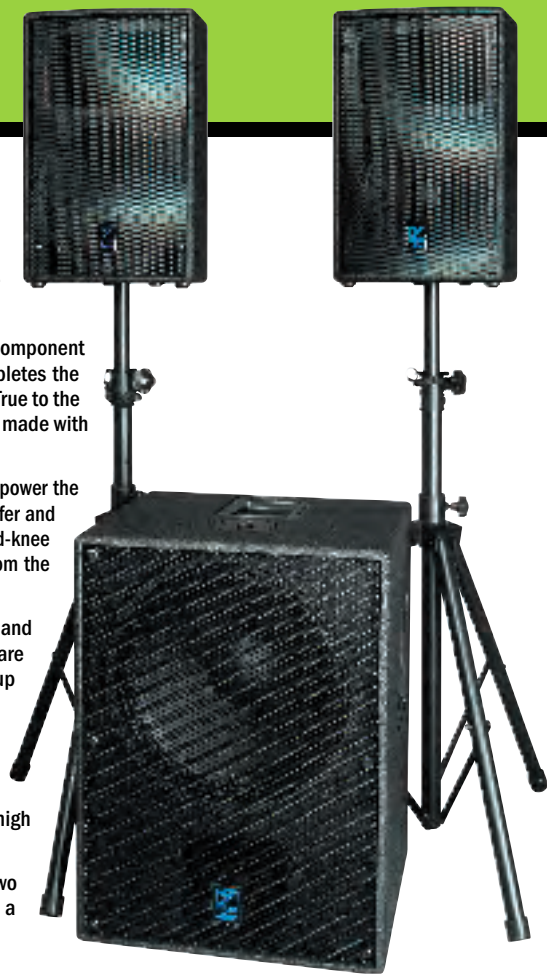 omponent
pletes the
True to the
made with
power the
fer and
d-knee
om the
and
are
up
high
wo
a